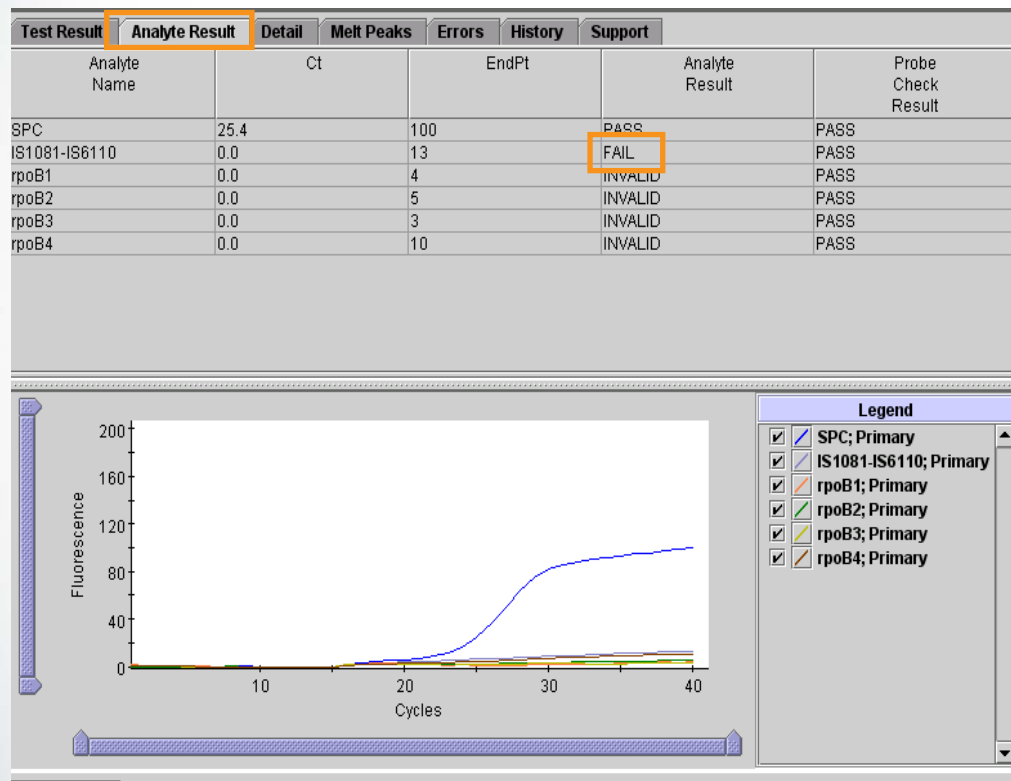 Test Result Analyte Result Detail Melt Peaks Errors History Support
Analyte Name Ct EndPt Analyte Result Probe Check Result
SPC 25.4 100 PASS PASS
IS1081-IS6110 0.0 13 FAIL PASS
rpoB1 0.0 4 INVALID PASS
rpoB2 0.0 5 INVALID PASS
rpoB3 0.0 3 INVALID PASS
rpoB4 0.0 10 INVALID PASS
Legend
SPC; Primary
IS1081-IS6110; Primary
rpoB1; Primary
rpoB2; Primary
rpoB3; Primary
rpoB4; Primary
Fluorescence
200
160
120
80
40
0
10 20 30 40
Cycles